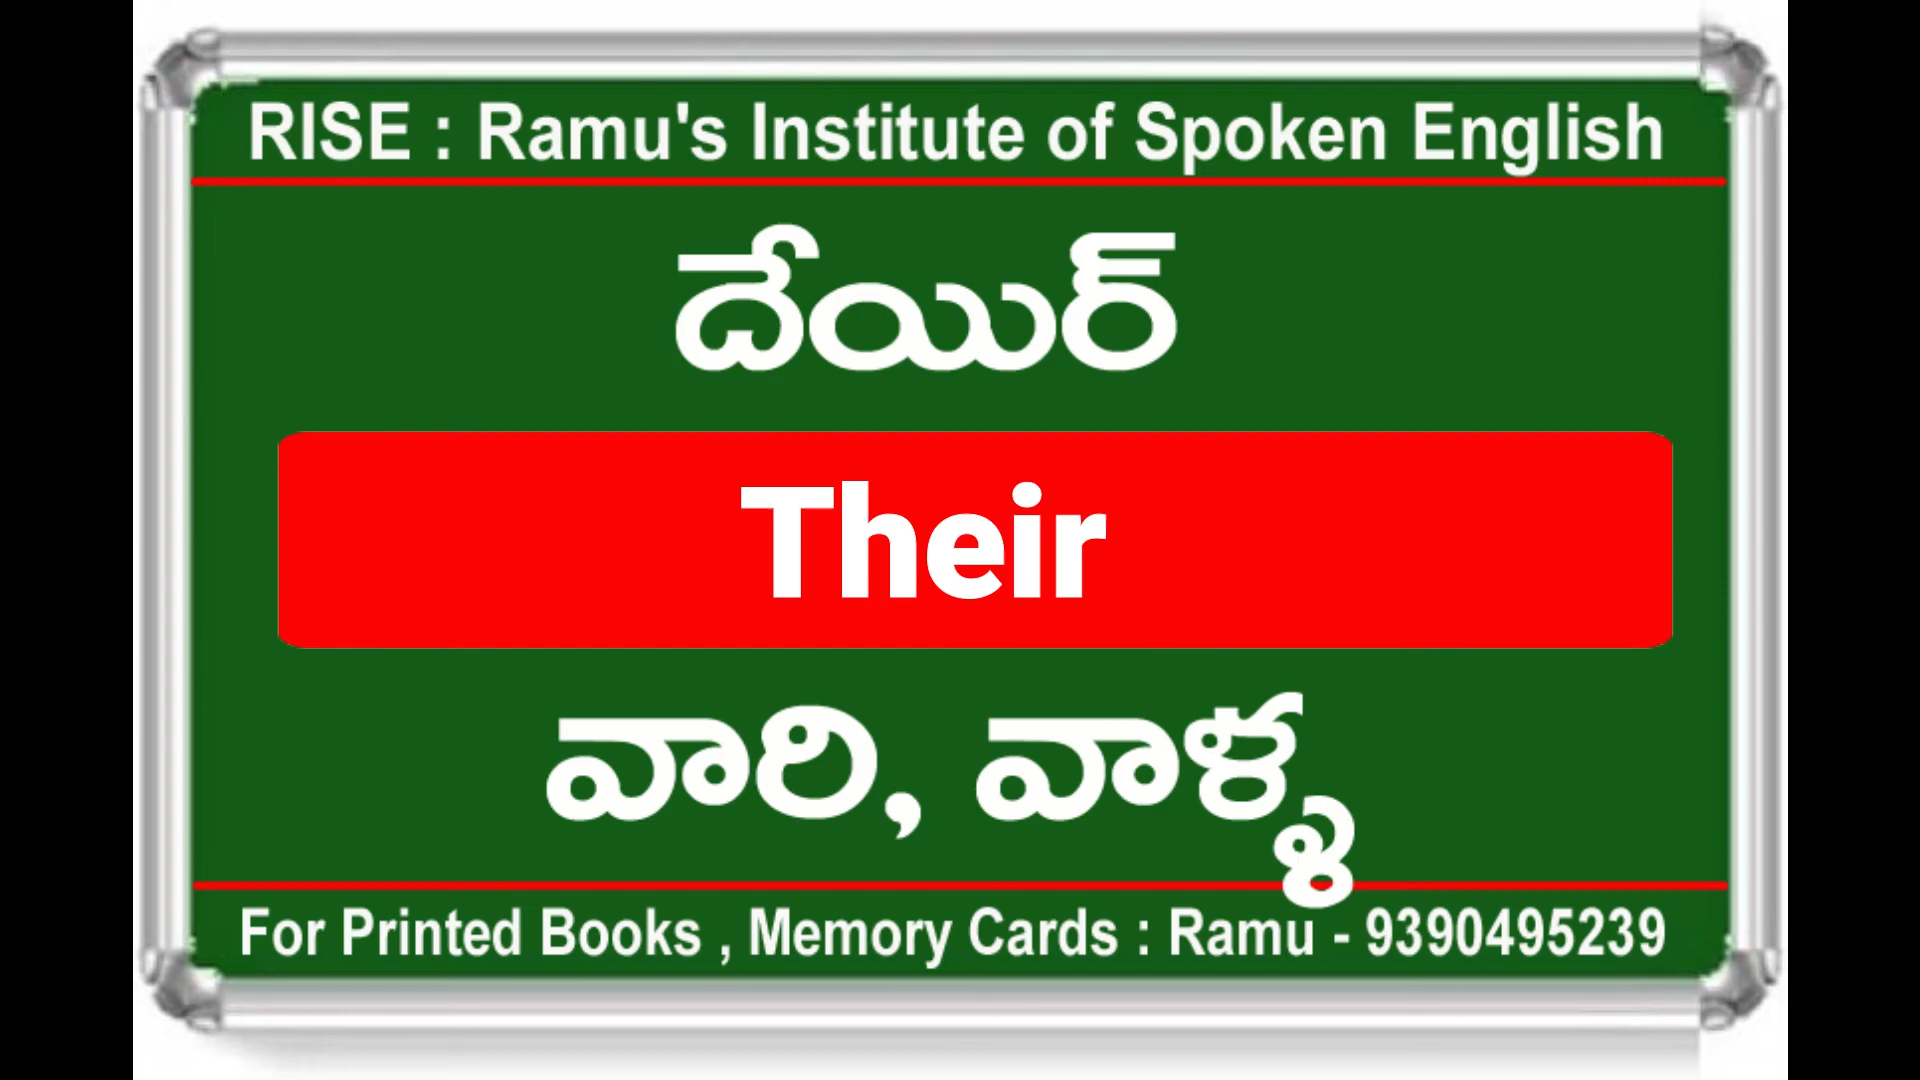 RISE : Ramu's Institute of Spoken English
దేయిర్
Their
వారి, వాళ్ళ
For Printed Books , Memory Cards : Ramu - 9390495239